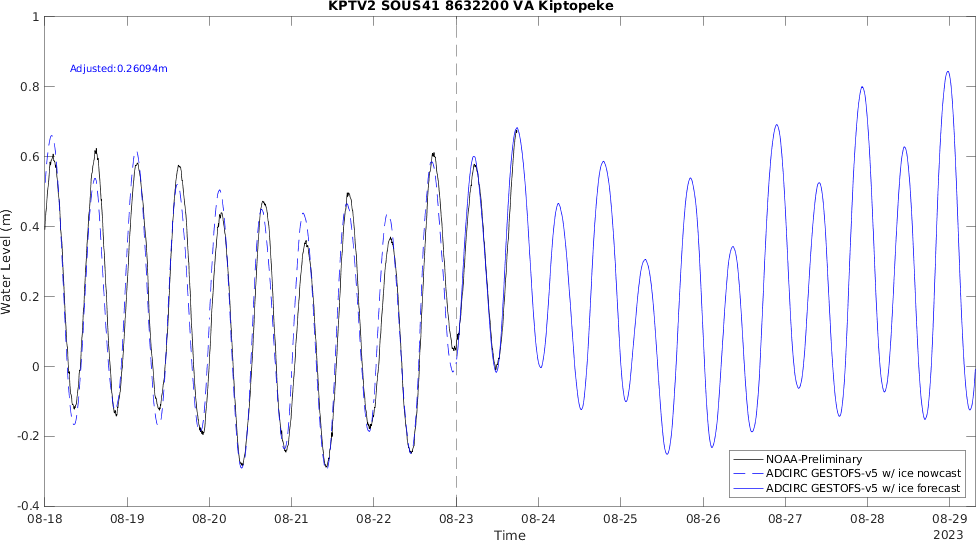 KPTV2 SOUS41 8632200 VA Kiptopeke
Adjusted:0.26094m
Water Level (m)
1
0.8
0.6
0.4
0.2
0
-0.2
-0.4
NOAA-Preliminary
ADCIRC GESTOFS-v5 w/ ice nowcast
ADCIRC GESTOFS-v5 w/ ice forecast
08-18 08-19 08-20 08-21 08-22 08-23 08-24 08-25 08-26 08-27 08-28 08-29
Time
2023